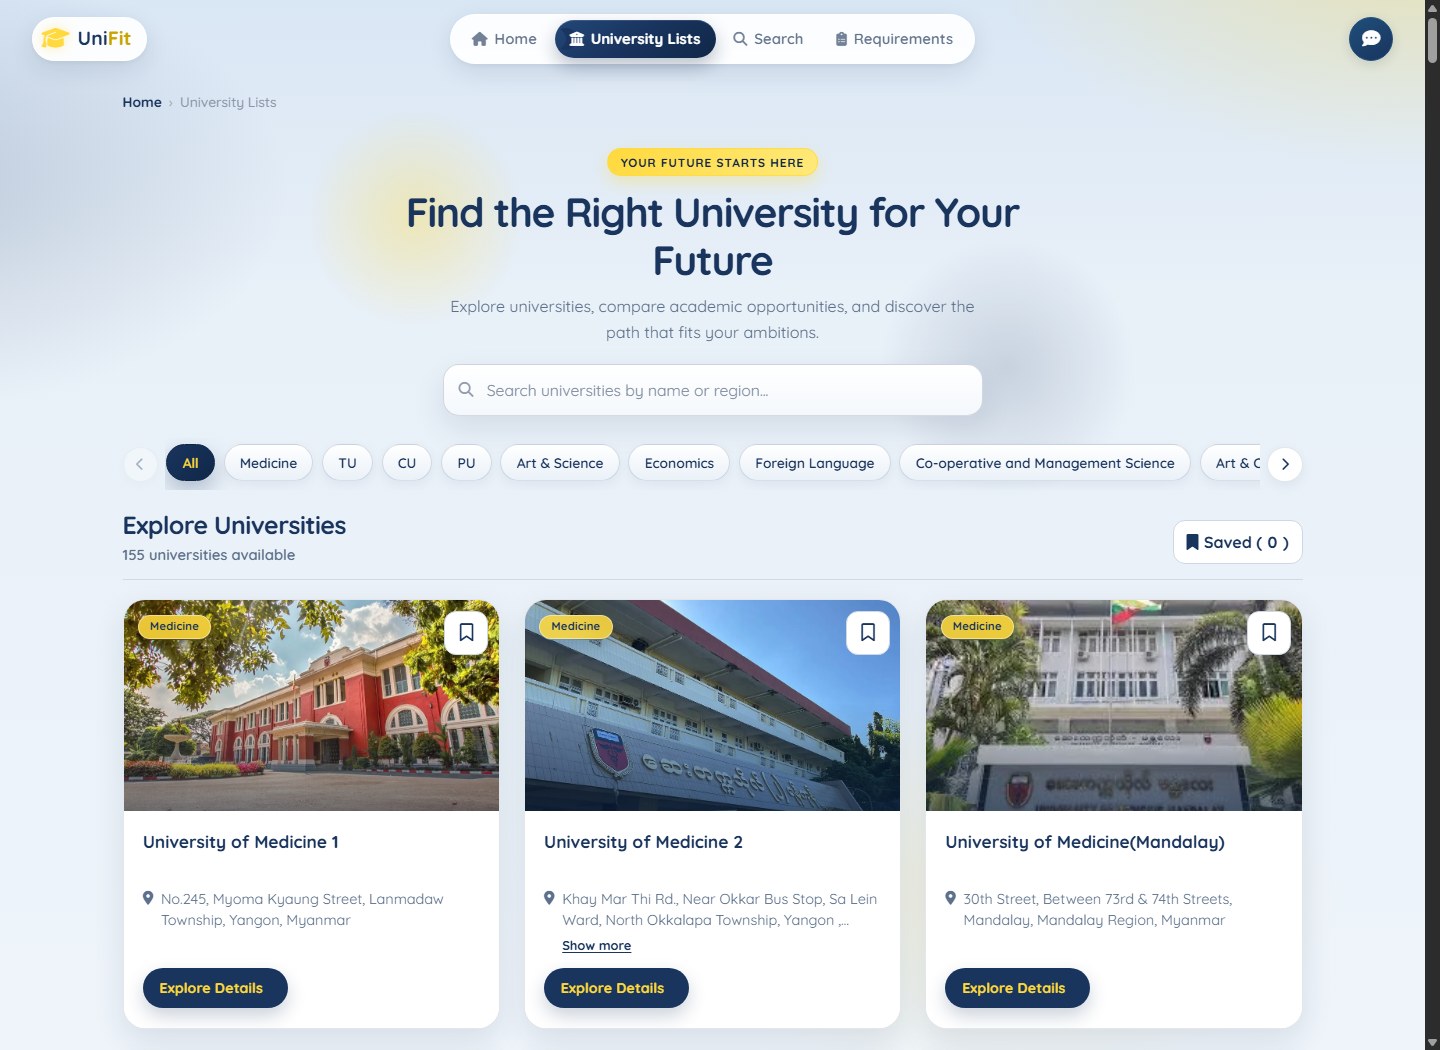 UniFit
Home
University Lists
Search
Requirements
Home › University Lists
YOUR FUTURE STARTS HERE
Find the Right University for Your
Future
Explore universities, compare academic opportunities, and discover the
path that fits your ambitions.
Search universities by name or region...
All
Medicine
TU
CU
PU
Art & Science
Economics
Foreign Language
Co-operative and Management Science
Art & C
Explore Universities
155 universities available
Saved ( 0 )
Medicine
Medicine
Medicine
University of Medicine 1
No.245, Myoma Kyaung Street, Lanmadaw
Township, Yangon, Myanmar
Explore Details
University of Medicine 2
Khay Mar Thi Rd., Near Okkar Bus Stop, Sa Lein
Ward, North Okkalapa Township, Yangon ,...
Show more
Explore Details
University of Medicine(Mandalay)
30th Street, Between 73rd & 74th Streets,
Mandalay, Mandalay Region, Myanmar
Explore Details